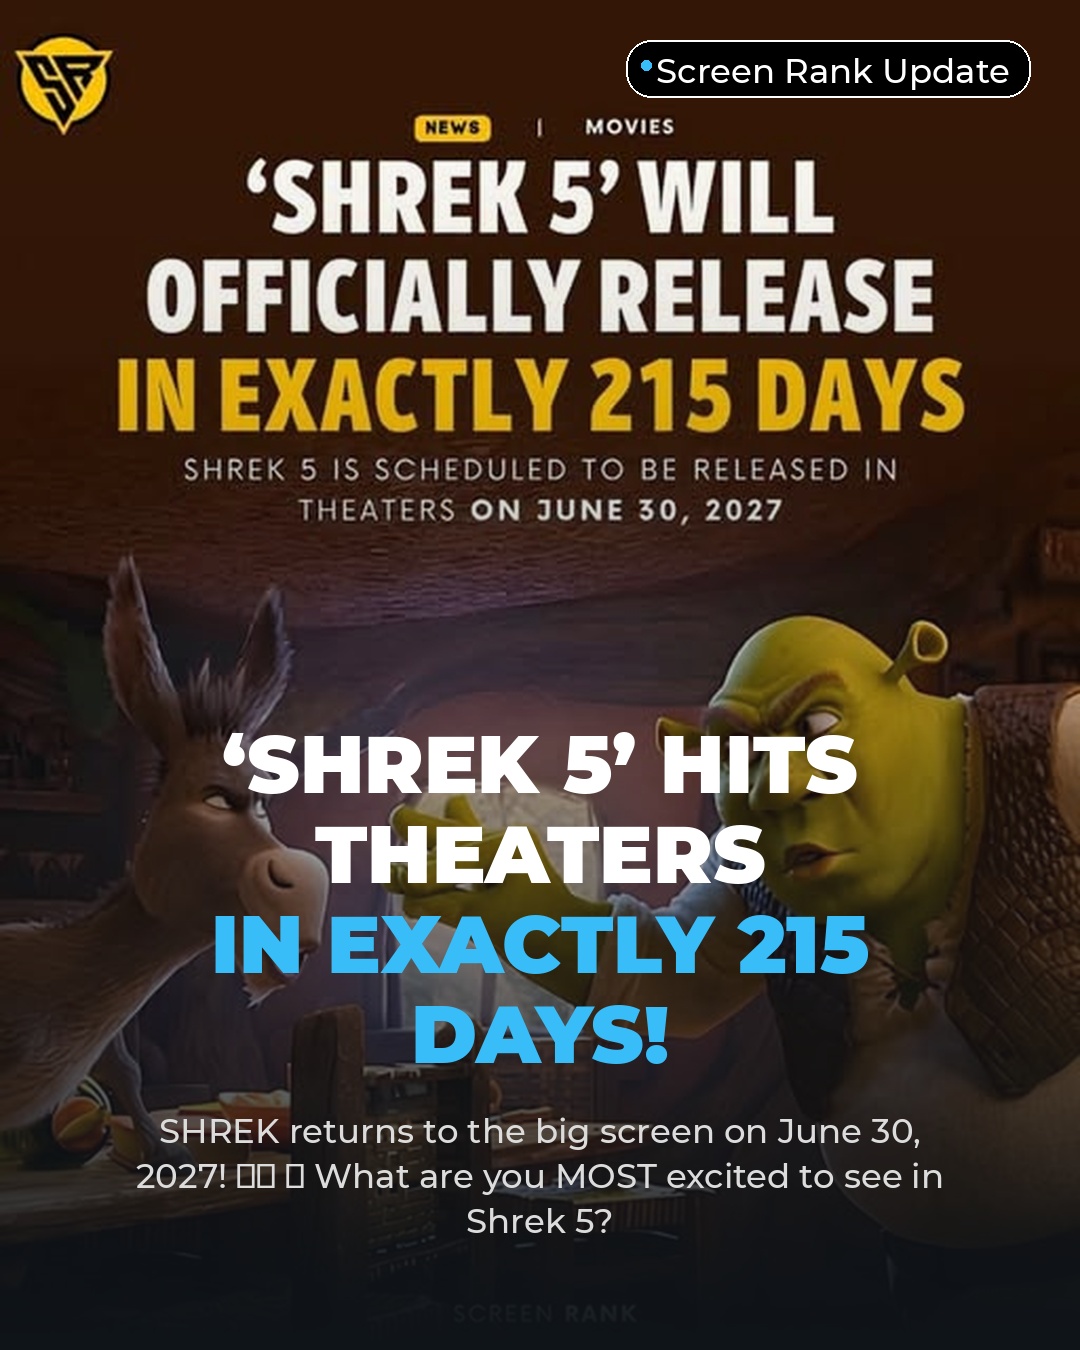 SR
Screen Rank Update
NEWS | MOVIES
‘SHREK 5’ WILL
OFFICIALLY RELEASE
IN EXACTLY 215 DAYS
SHREK 5 IS SCHEDULED TO BE RELEASED IN
THEATERS ON JUNE 30, 2027
‘SHREK 5’ HITS
THEATERS
IN EXACTLY 215
DAYS!
SHREK returns to the big screen on June 30,
2027! What are you MOST excited to see in
Shrek 5?
SCREEN RANK